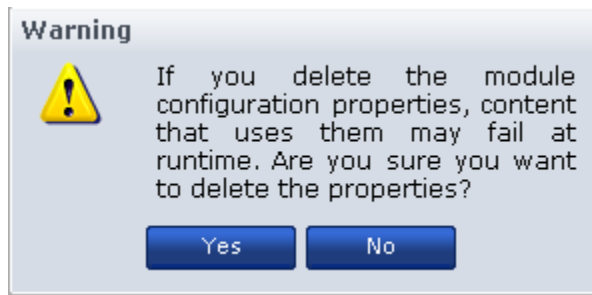 Warning
If you delete the module
configuration properties, content
that uses them may fail at
runtime. Are you sure you want
to delete the properties?
Yes No